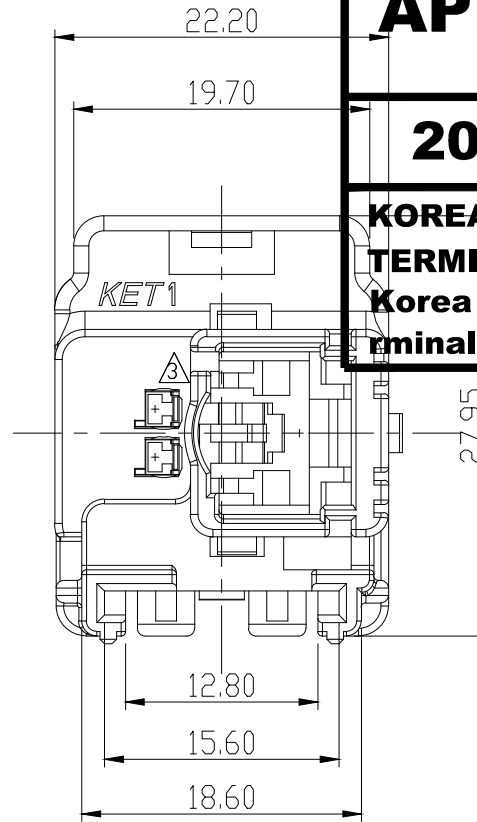 22.20
AP
19.70
20
KOREA
TERMI
Korea
rminal
KET1
3
27.95
12.80
15.60
18.60